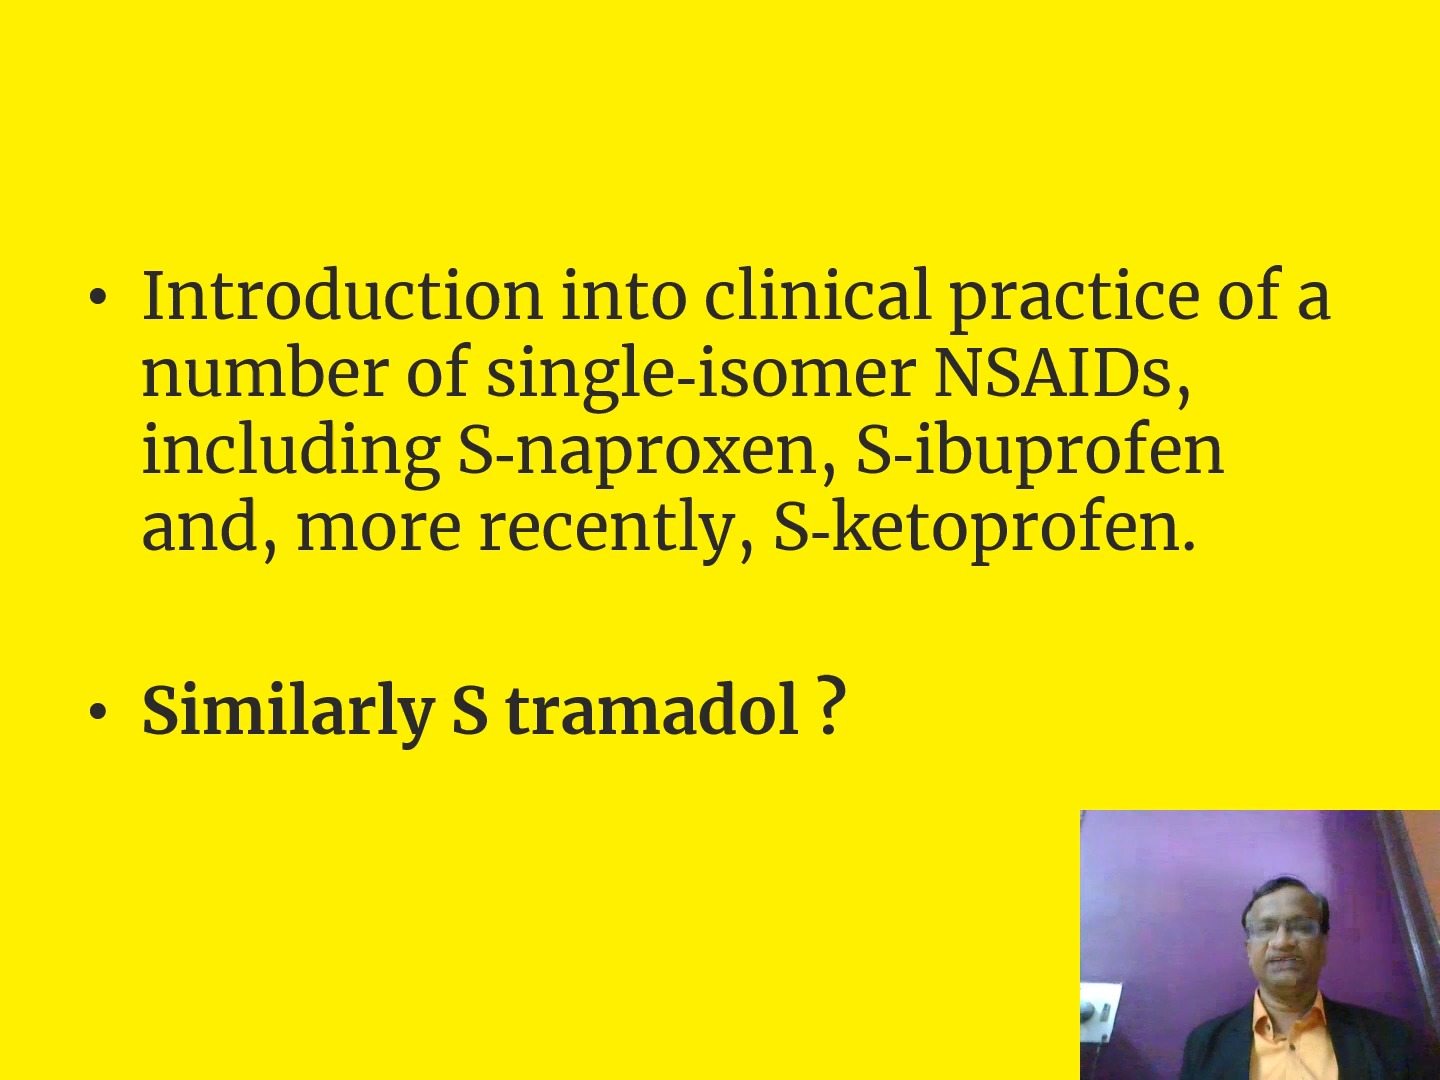 • Introduction into clinical practice of a
number of single-isomer NSAIDs,
including S-naproxen, S-ibuprofen
and, more recently, S-ketoprofen.
• Similarly S tramadol ?